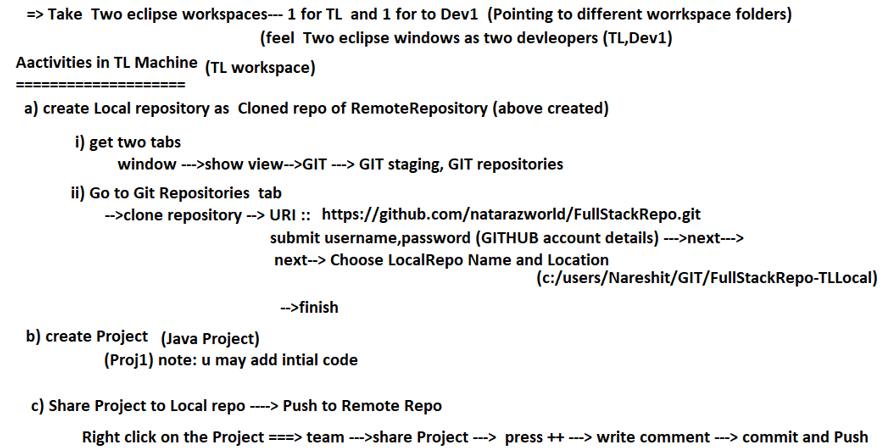 => Take Two eclipse workspaces--- 1 for TL and 1 for to Dev1 (Pointing to different worrkspace folders)
(feel Two eclipse windows as two devleopers (TL,Dev1)
Aactivities in TL Machine (TL workspace)
====================
a) create Local repository as Cloned repo of RemoteRepository (above created)
i) get two tabs
window --->show view-->GIT ---> GIT staging, GIT repositories
ii) Go to Git Repositories tab
-->clone repository --> URI :: https://github.com/natarazworld/FullStackRepo.git
submit username,password (GITHUB account details) --->next--->
next--> Choose LocalRepo Name and Location
(c:/users/Nareshit/GIT/FullStackRepo-TLLocal)
-->finish
b) create Project (Java Project)
(Proj1) note: u may add intial code
c) Share Project to Local repo ----> Push to Remote Repo
Right click on the Project ===> team --->share Project ---> press ++ ---> write comment ---> commit and Push